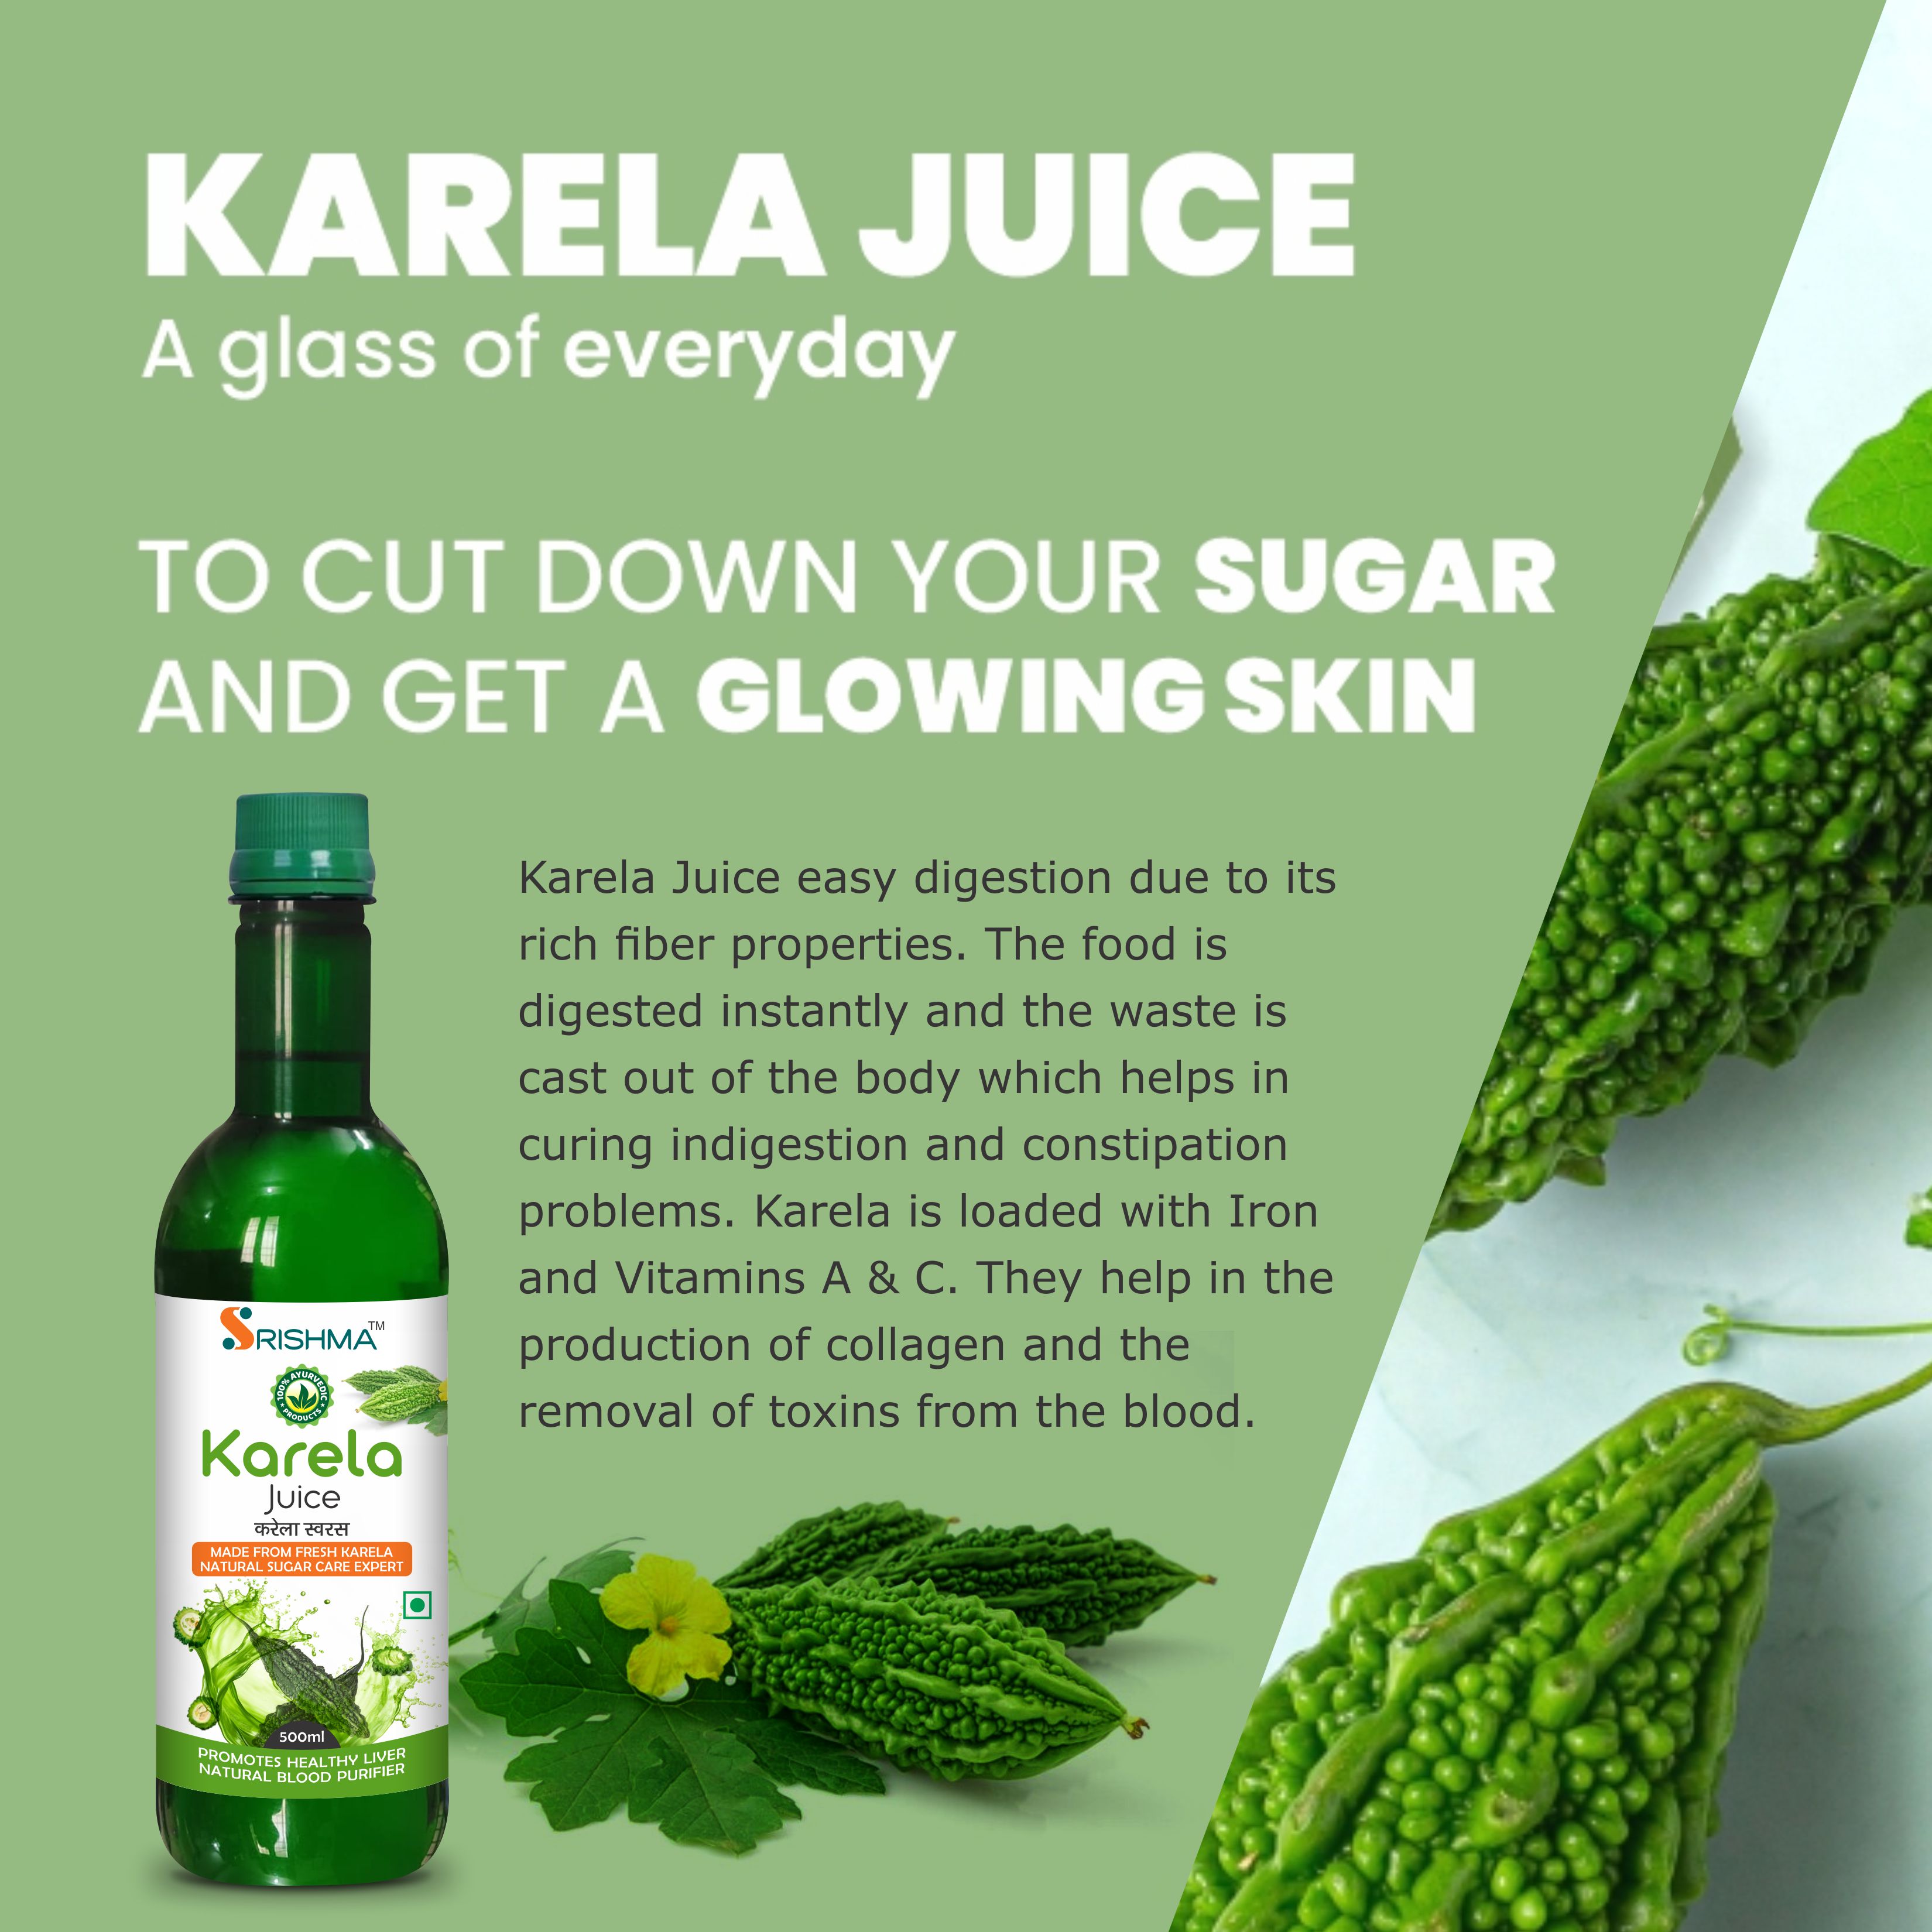 KARELA JUICE
A glass of everyday
TO CUT DOWN YOUR SUGAR
AND GET A GLOWING SKIN
Karela Juice easy digestion due to its
rich fiber properties. The food is
digested instantly and the waste is
cast out of the body which helps in
curing indigestion and constipation
problems. Karela is loaded with Iron
and Vitamins A & C. They help in the
production of collagen and the
removal of toxins from the blood.
SRISHMA™
100% AYURVEDIC
PRODUCTS
Karela
Juice
करेला स्वरस
MADE FROM FRESH KARELA
NATURAL SUGAR CARE EXPERT
500ml
PROMOTES HEALTHY LIVER
NATURAL BLOOD PURIFIER